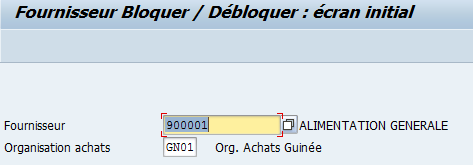 Fournisseur Bloquer / Débloquer : écran initial
Fournisseur 900001 ALIMENTATION GENERALE
Organisation achats GN01 Org. Achats Guinée